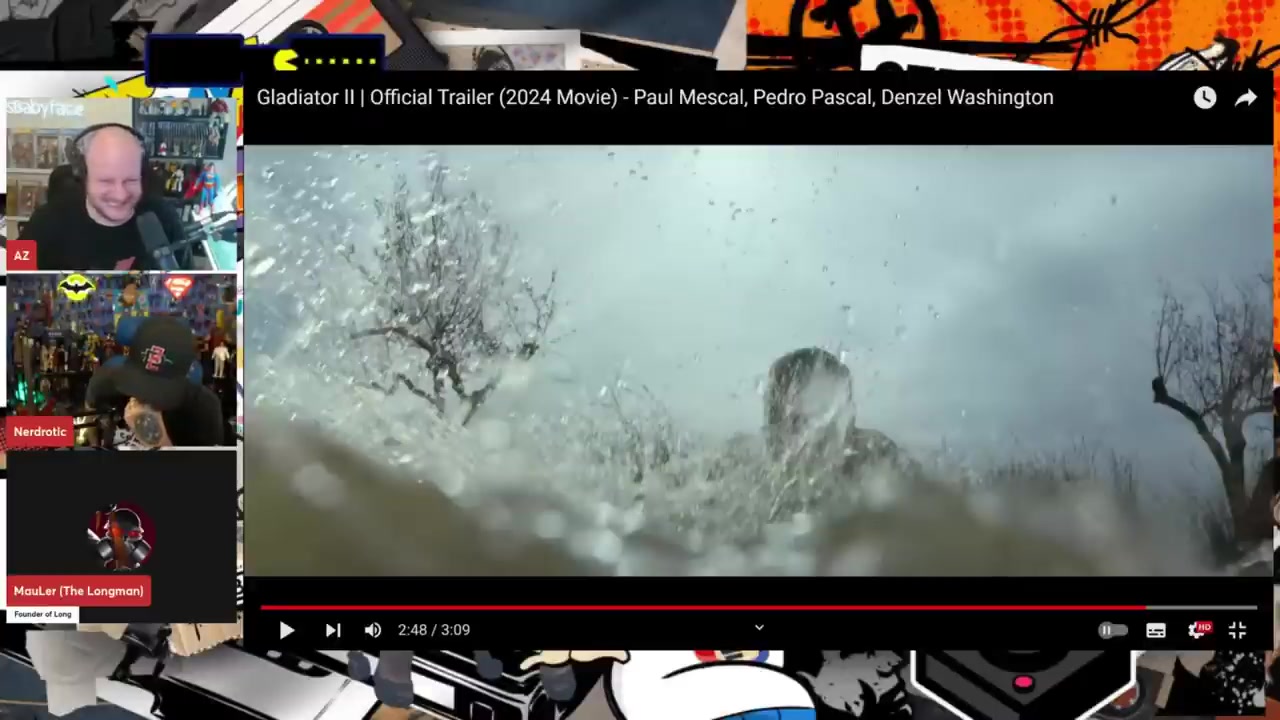 Gladiator II | Official Trailer (2024 Movie) - Paul Mescal, Pedro Pascal, Denzel Washington
sBabyFace
AZ
Nerdrotic
MauLer (The Longman)
Founder of Long
2:48 / 3:09
HD